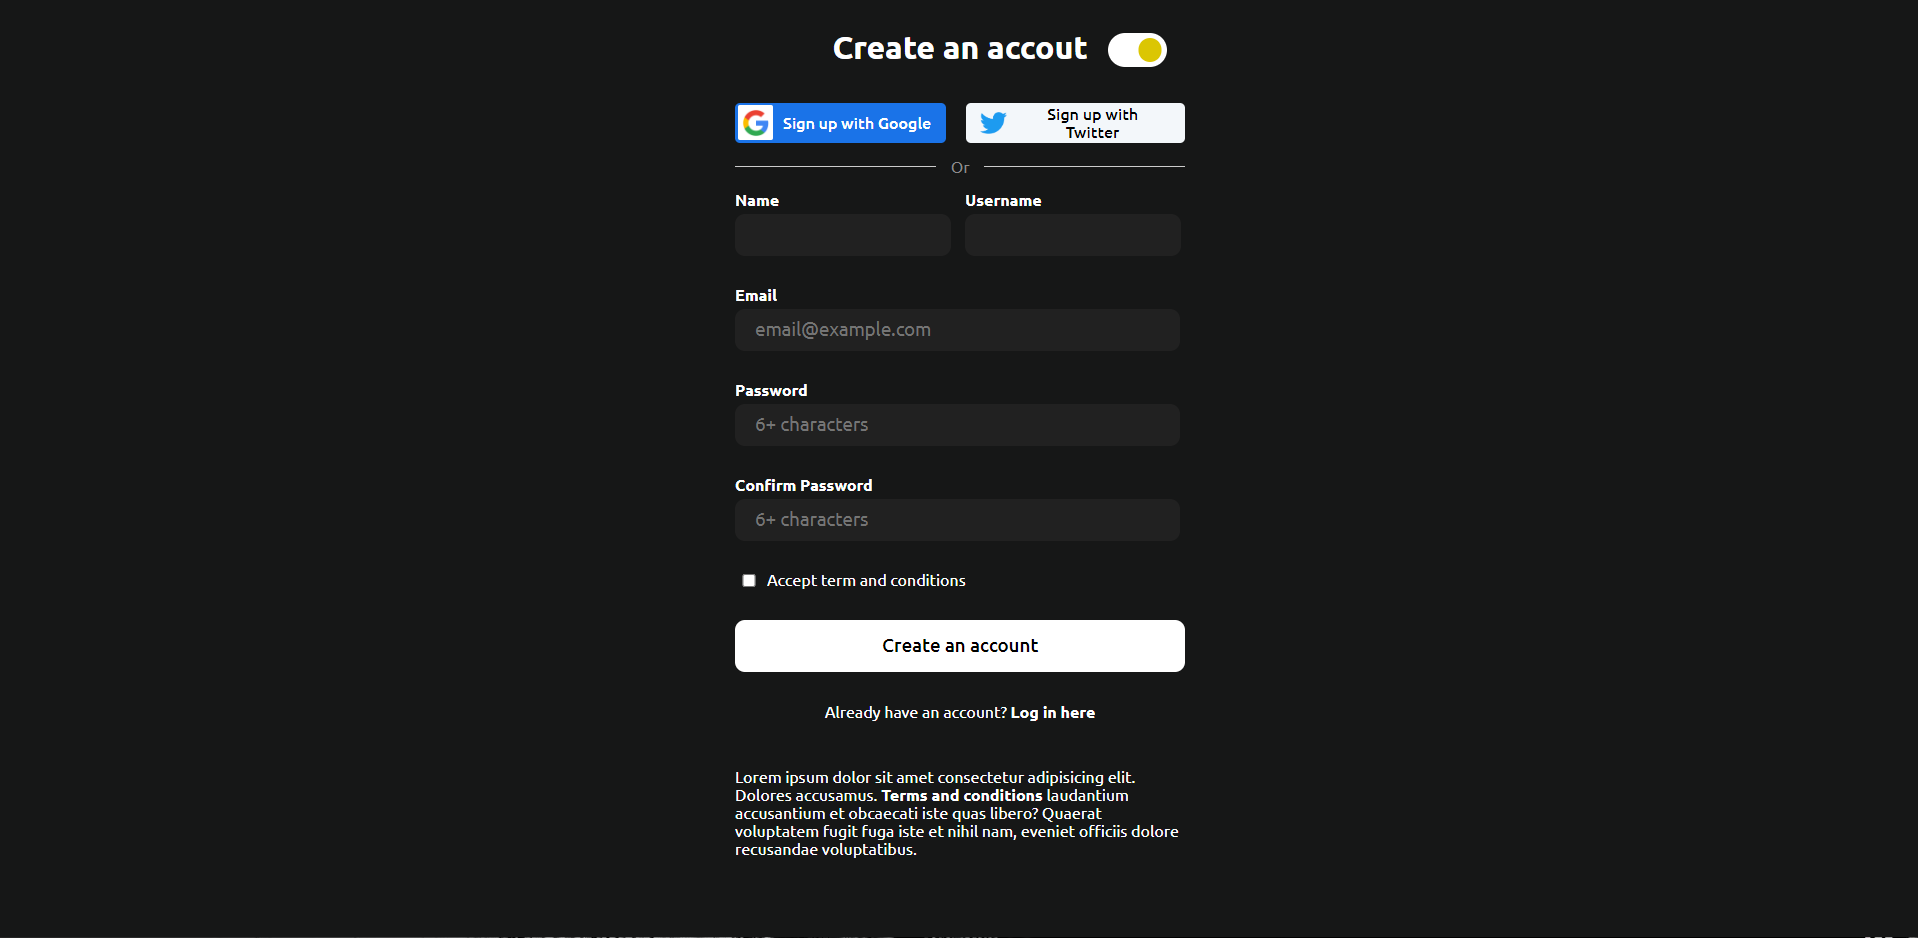 Create an accout
Sign up with Google
Sign up with
Twitter
Or
Name
Username
Email
email@example.com
Password
6+ characters
Confirm Password
6+ characters
Accept term and conditions
Create an account
Already have an account? Log in here
Lorem ipsum dolor sit amet consectetur adipisicing elit.
Dolores accusamus. Terms and conditions laudantium
accusantium et obcaecati iste quas libero? Quaerat
voluptatem fugit fuga iste et nihil nam, eveniet officiis dolore
recusandae voluptatibus.